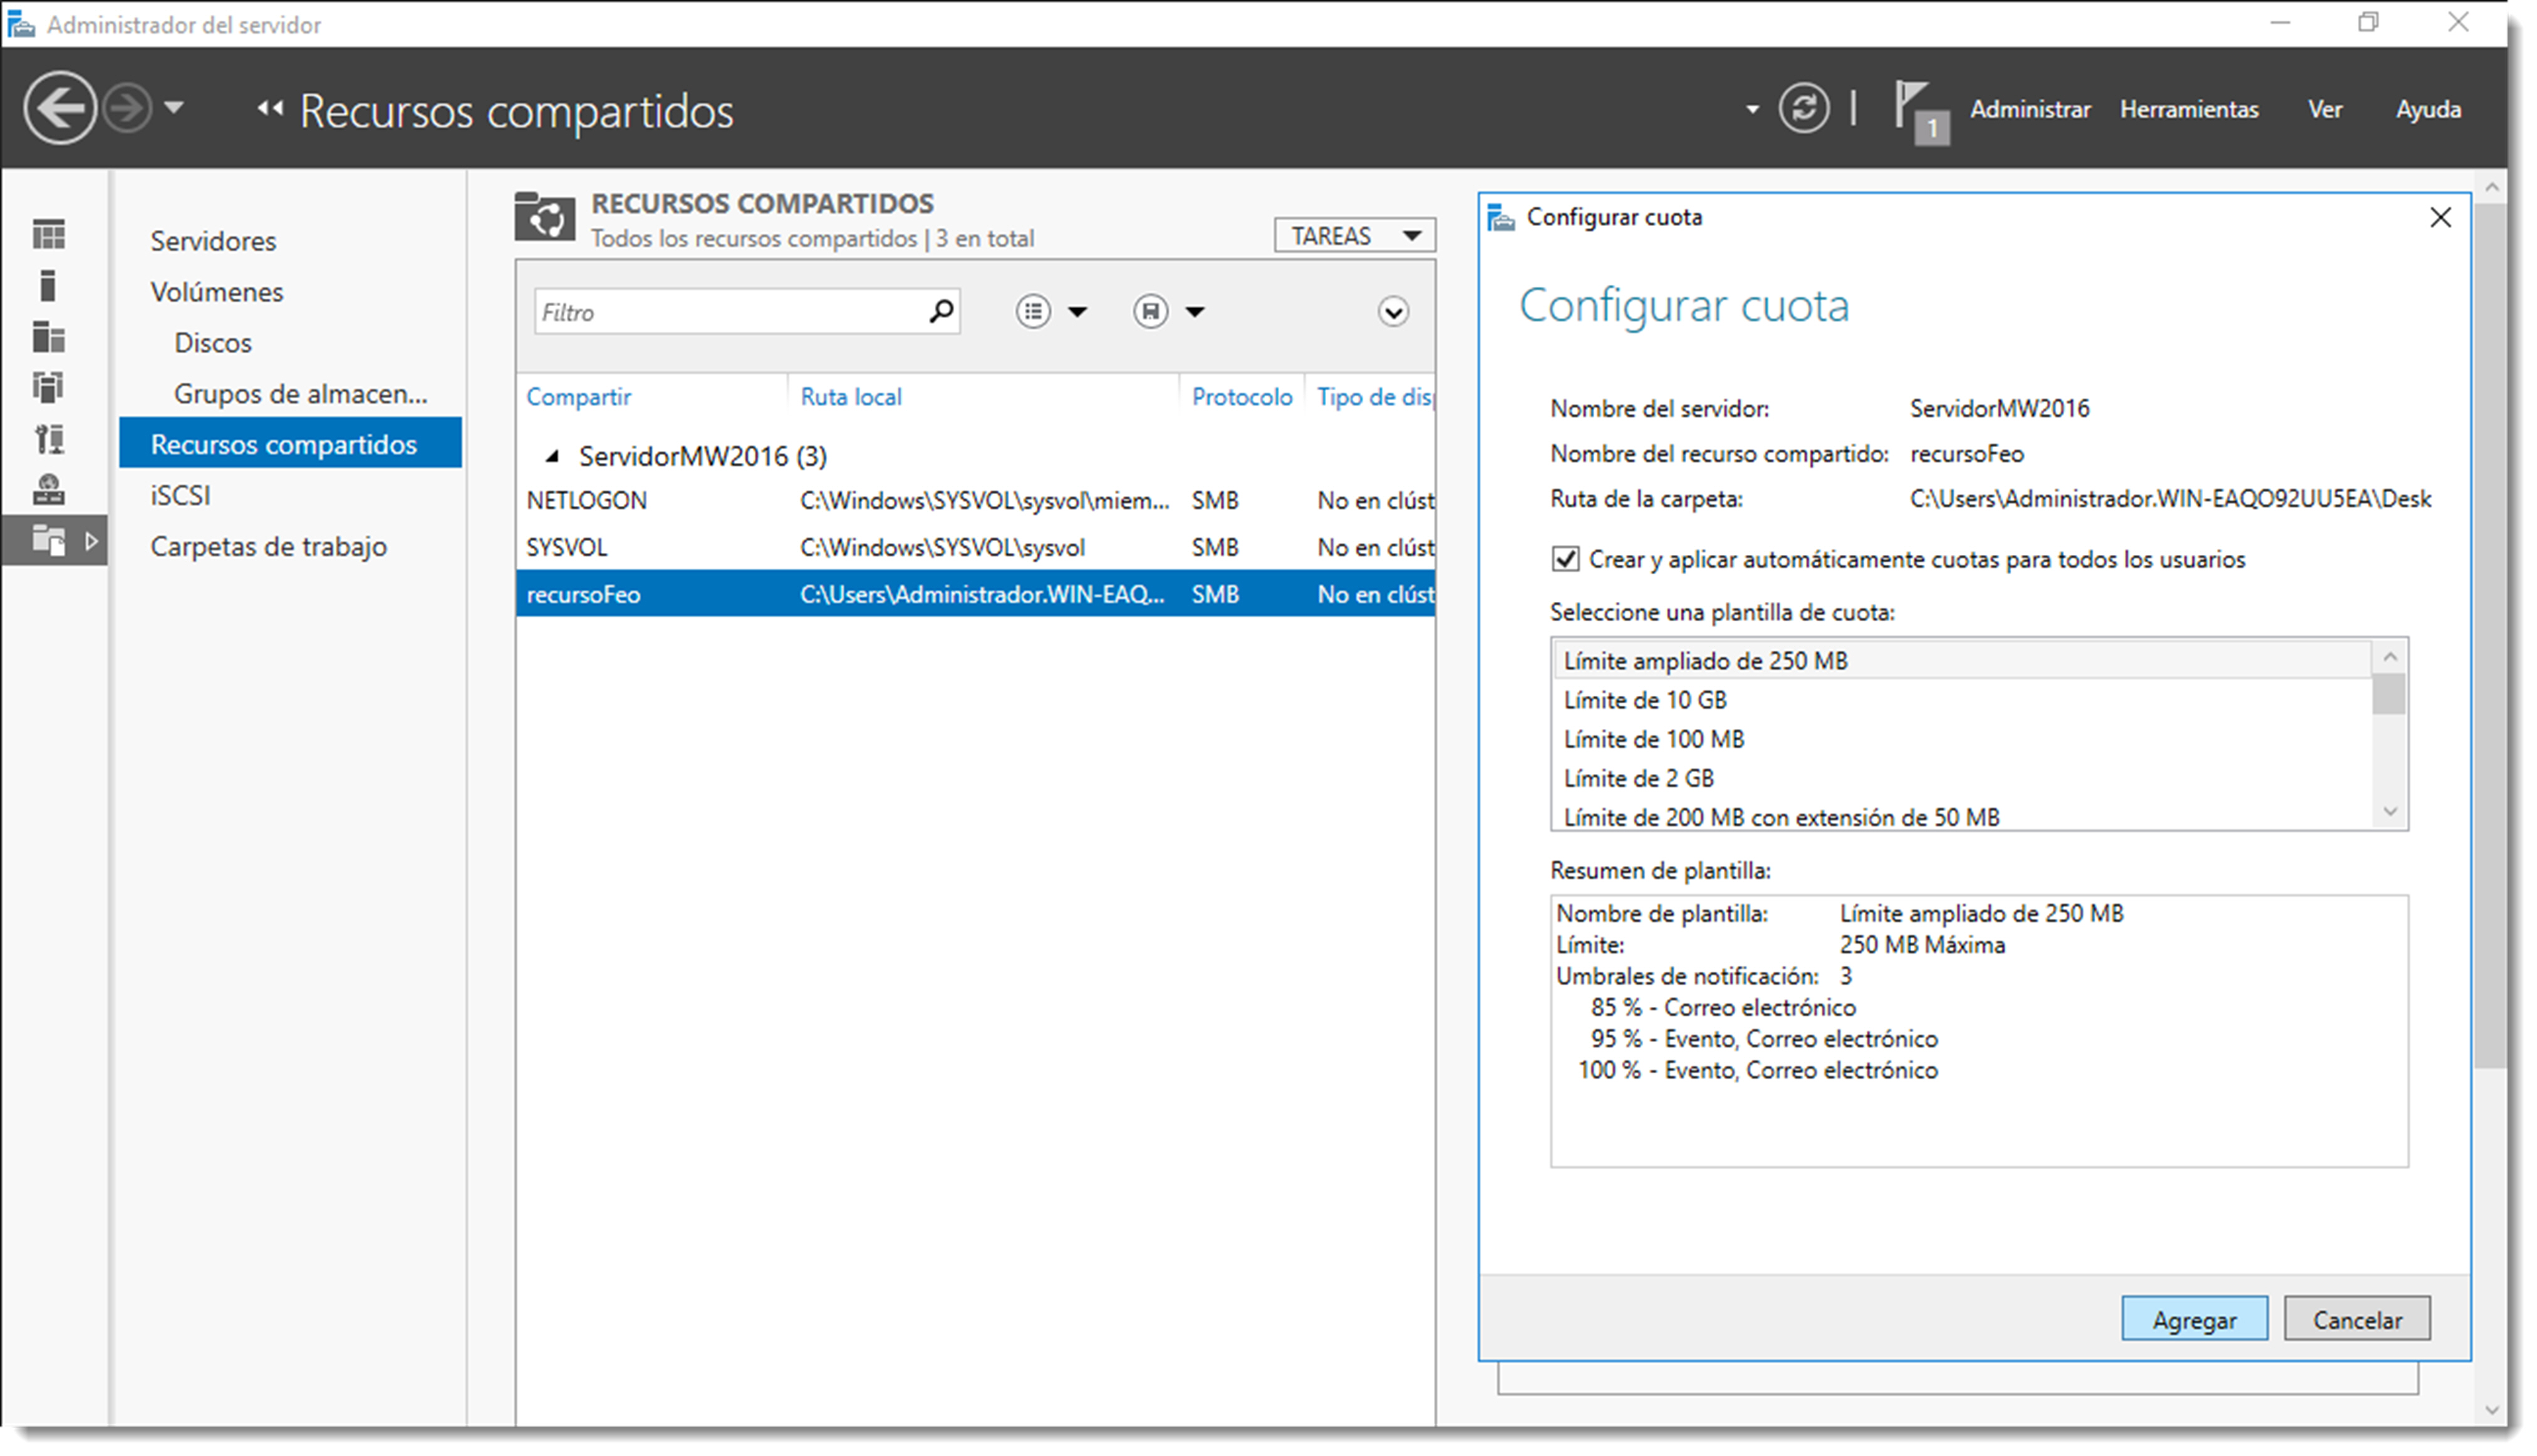 Administrador del servidor
Recursos compartidos
1
Administrar
Herramientas
Ver
Ayuda
Servidores
Volúmenes
Discos
Grupos de almacen...
Recursos compartidos
iSCSI
Carpetas de trabajo
RECURSOS COMPARTIDOS
Todos los recursos compartidos | 3 en total
TAREAS
Filtro
Compartir Ruta local Protocolo Tipo de dis
ServidorMW2016 (3)
NETLOGON C:\Windows\SYSVOL\sysvol\miem... SMB No en clúst
SYSVOL C:\Windows\SYSVOL\sysvol SMB No en clúst
recursoFeo C:\Users\Administrador.WIN-EAQ... SMB No en clúst
Configurar cuota
Configurar cuota
Nombre del servidor: ServidorMW2016
Nombre del recurso compartido: recursoFeo
Ruta de la carpeta: C:\Users\Administrador.WIN-EAQO92UU5EA\Desk
Crear y aplicar automáticamente cuotas para todos los usuarios
Seleccione una plantilla de cuota:
Límite ampliado de 250 MB
Límite de 10 GB
Límite de 100 MB
Límite de 2 GB
Límite de 200 MB con extensión de 50 MB
Resumen de plantilla:
Nombre de plantilla: Límite ampliado de 250 MB
Límite: 250 MB Máxima
Umbrales de notificación: 3
85 % - Correo electrónico
95 % - Evento, Correo electrónico
100 % - Evento, Correo electrónico
Agregar
Cancelar